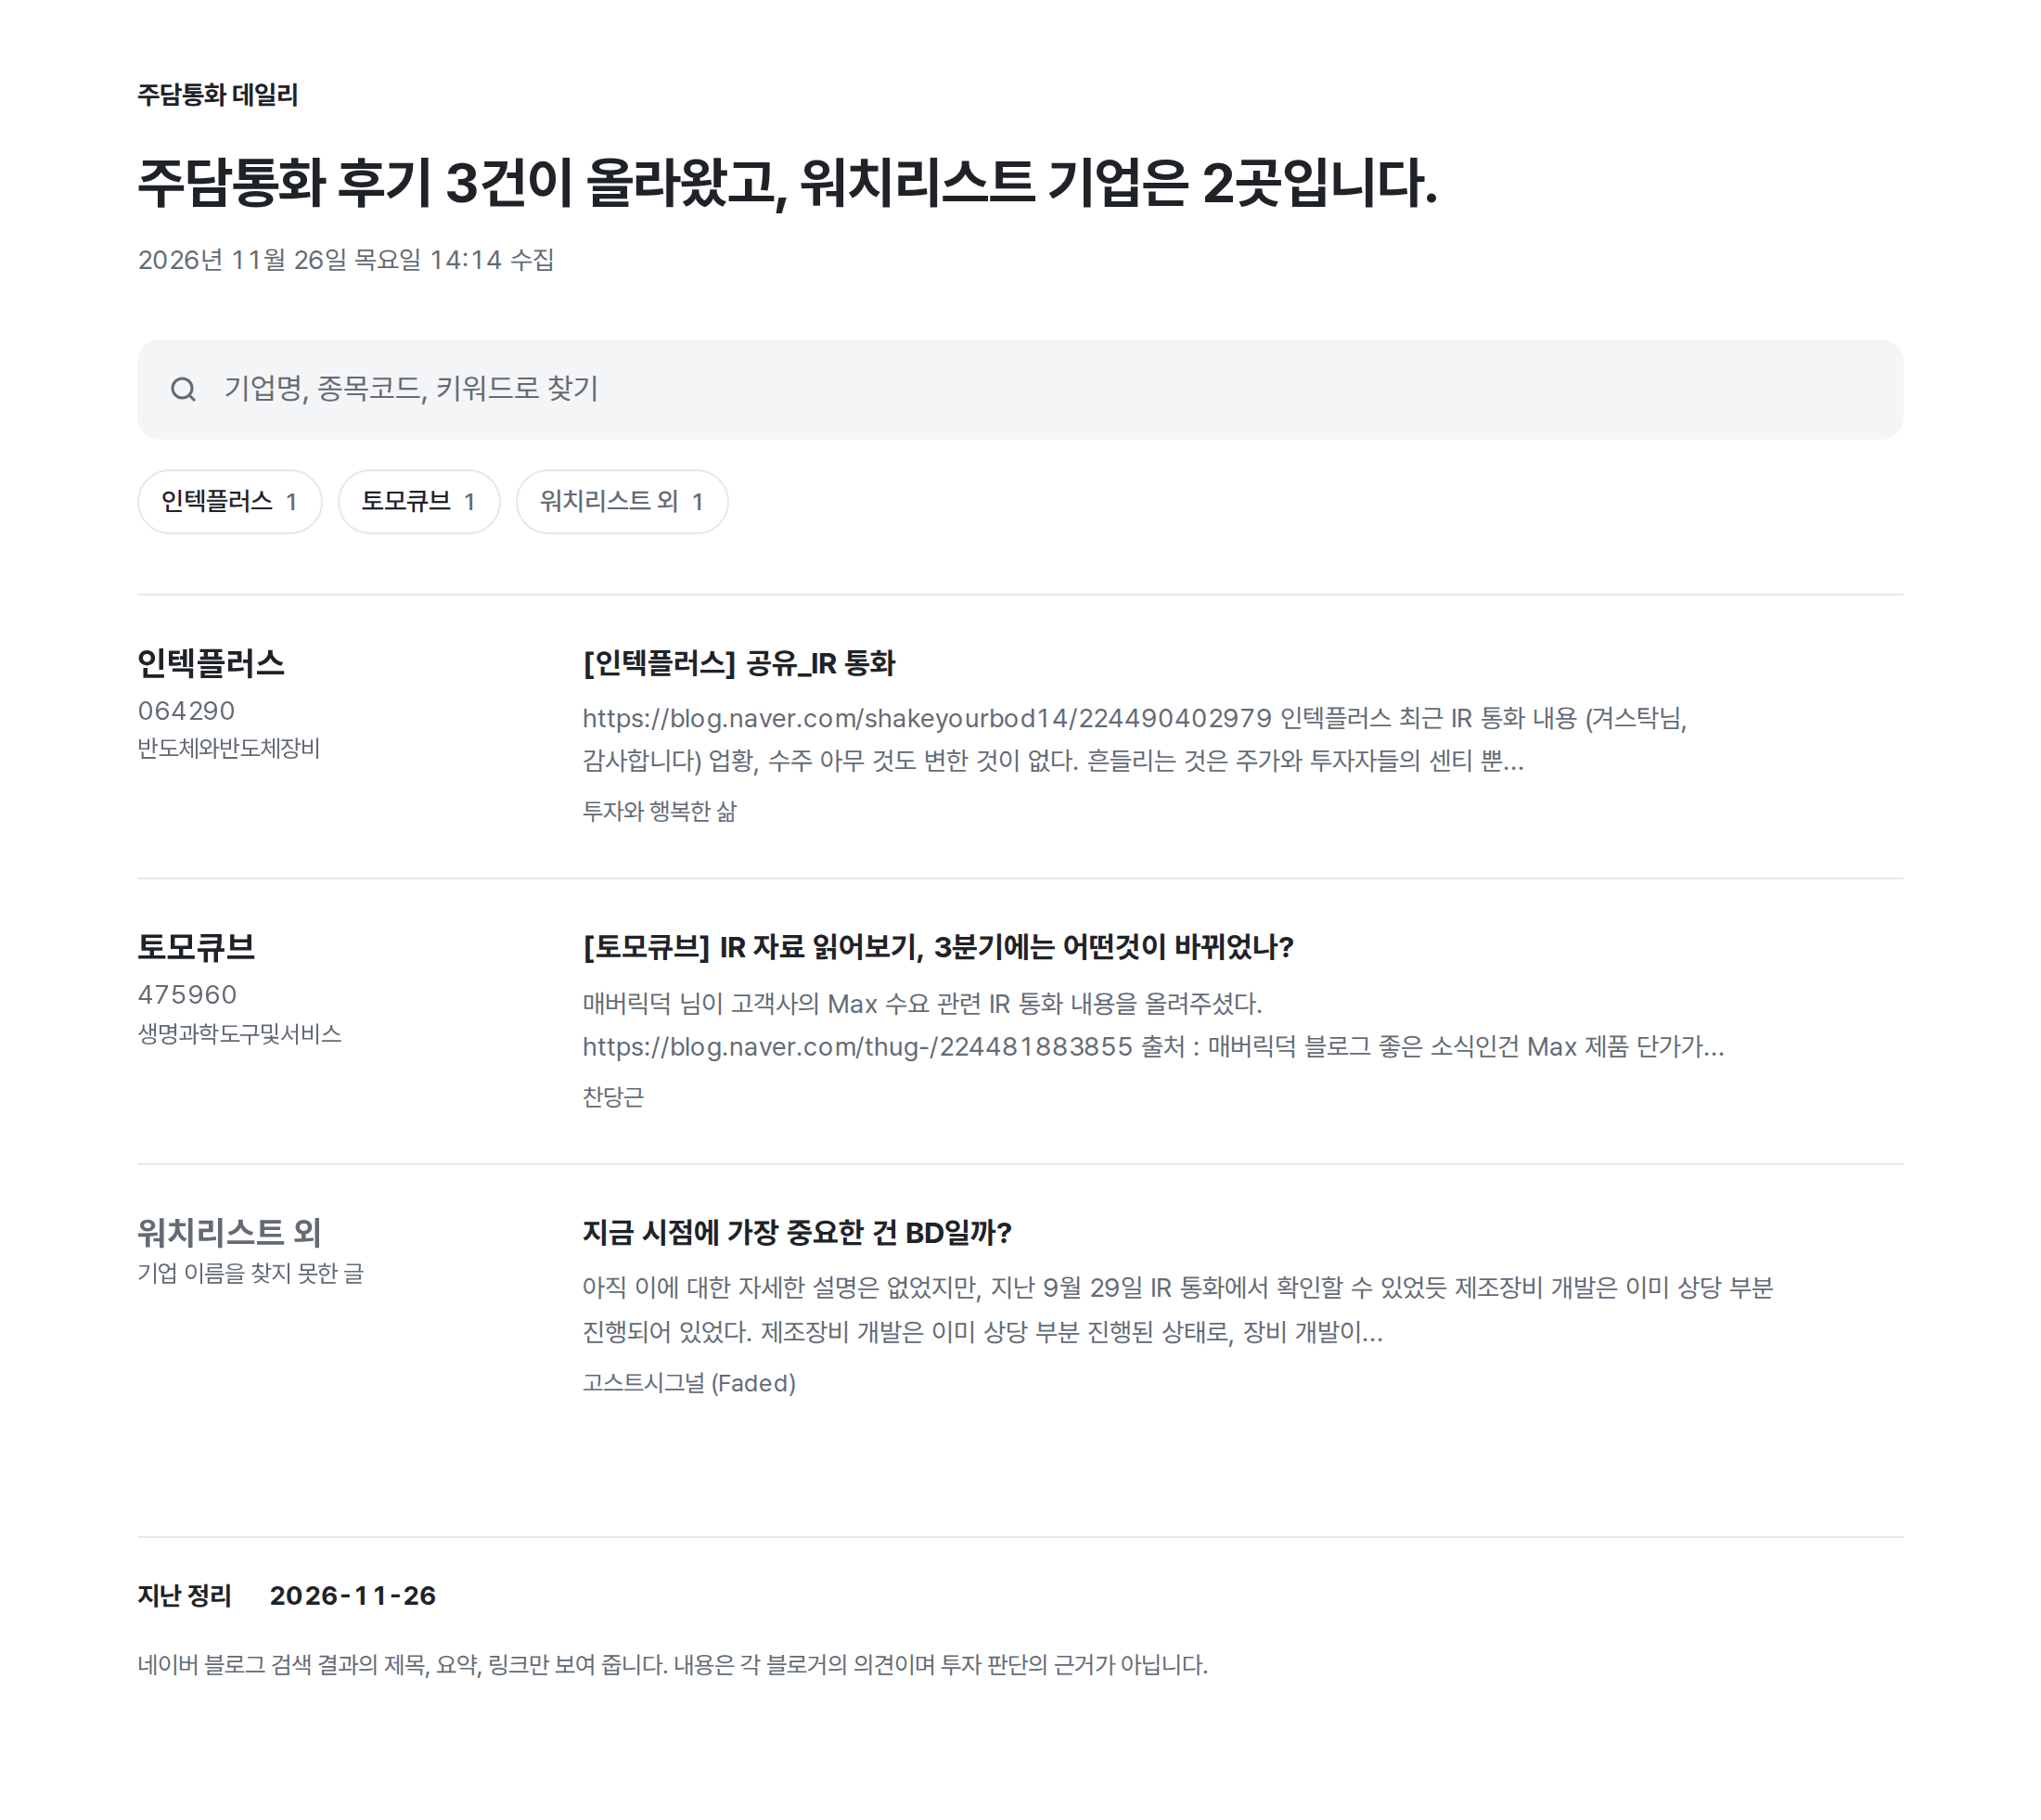 주담통화 데일리
주담통화 후기 3건이 올라왔고, 워치리스트 기업은 2곳입니다.
2026년 11월 26일 목요일 14:14 수집
기업명, 종목코드, 키워드로 찾기
인텍플러스 1
토모큐브 1
워치리스트 외 1
인텍플러스
064290
반도체와반도체장비
[인텍플러스] 공유_IR 통화
https://blog.naver.com/shakeyourbod14/224490402979 인텍플러스 최근 IR 통화 내용 (겨스탁님,
감사합니다) 업황, 수주 아무 것도 변한 것이 없다. 흔들리는 것은 주가와 투자자들의 센티 뿐...
투자와 행복한 삶
토모큐브
475960
생명과학도구및서비스
[토모큐브] IR 자료 읽어보기, 3분기에는 어떤것이 바뀌었나?
매버릭덕 님이 고객사의 Max 수요 관련 IR 통화 내용을 올려주셨다.
https://blog.naver.com/thug-/224481883855 출처 : 매버릭덕 블로그 좋은 소식인건 Max 제품 단가가...
찬당근
워치리스트 외
기업 이름을 찾지 못한 글
지금 시점에 가장 중요한 건 BD일까?
아직 이에 대한 자세한 설명은 없었지만, 지난 9월 29일 IR 통화에서 확인할 수 있었듯 제조장비 개발은 이미 상당 부분
진행되어 있었다. 제조장비 개발은 이미 상당 부분 진행된 상태로, 장비 개발이...
고스트시그널 (Faded)
지난 정리 2026-11-26
네이버 블로그 검색 결과의 제목, 요약, 링크만 보여 줍니다. 내용은 각 블로거의 의견이며 투자 판단의 근거가 아닙니다.